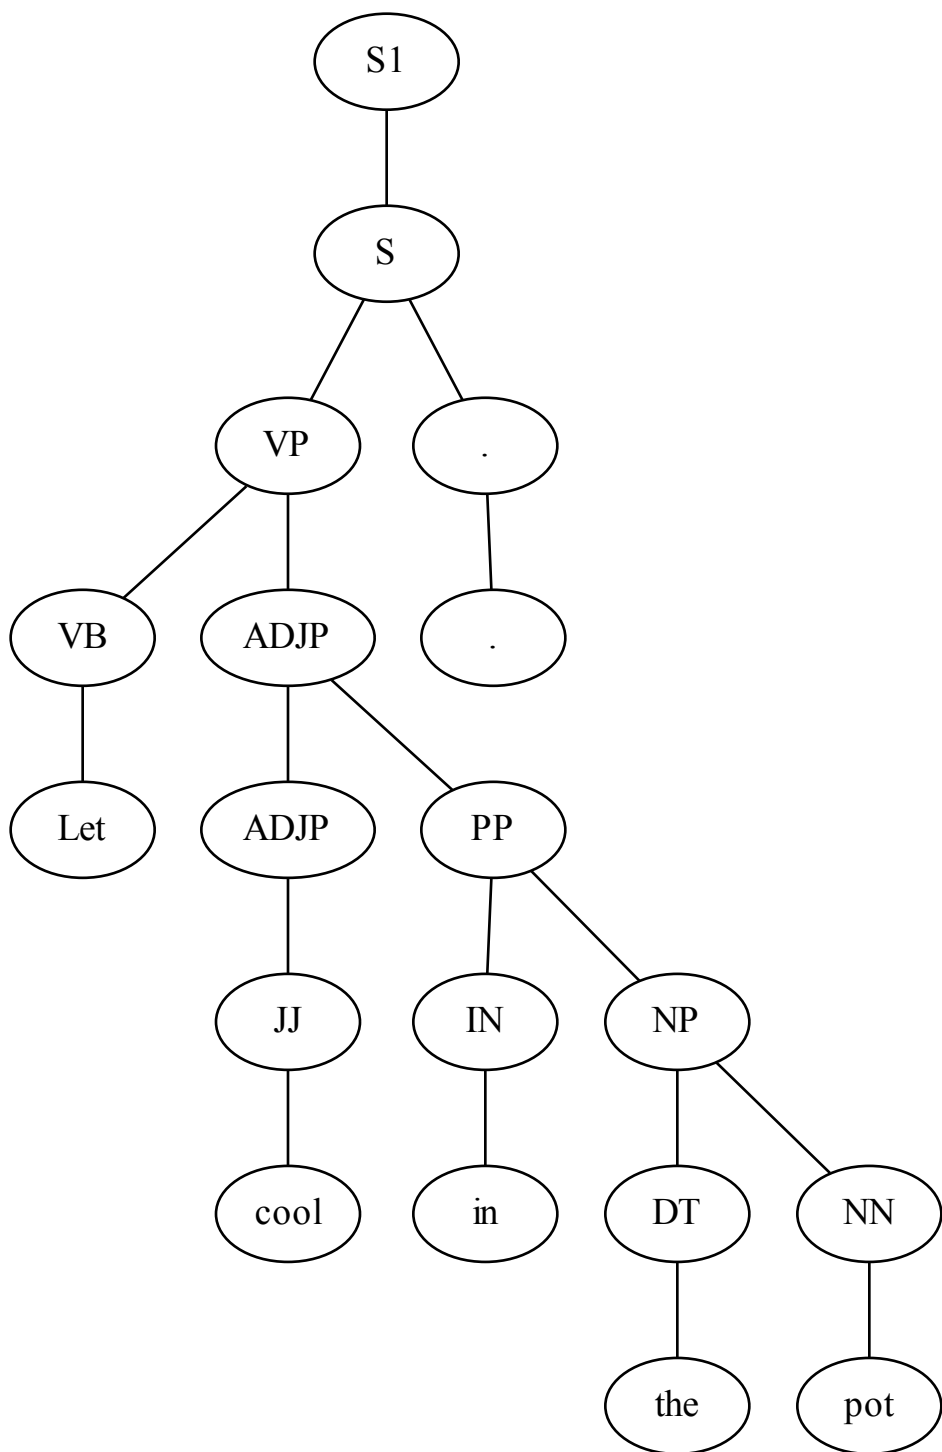 S1
S
VP .
VB ADJP .
Let ADJP PP
JJ IN NP
cool in DT NN
the pot